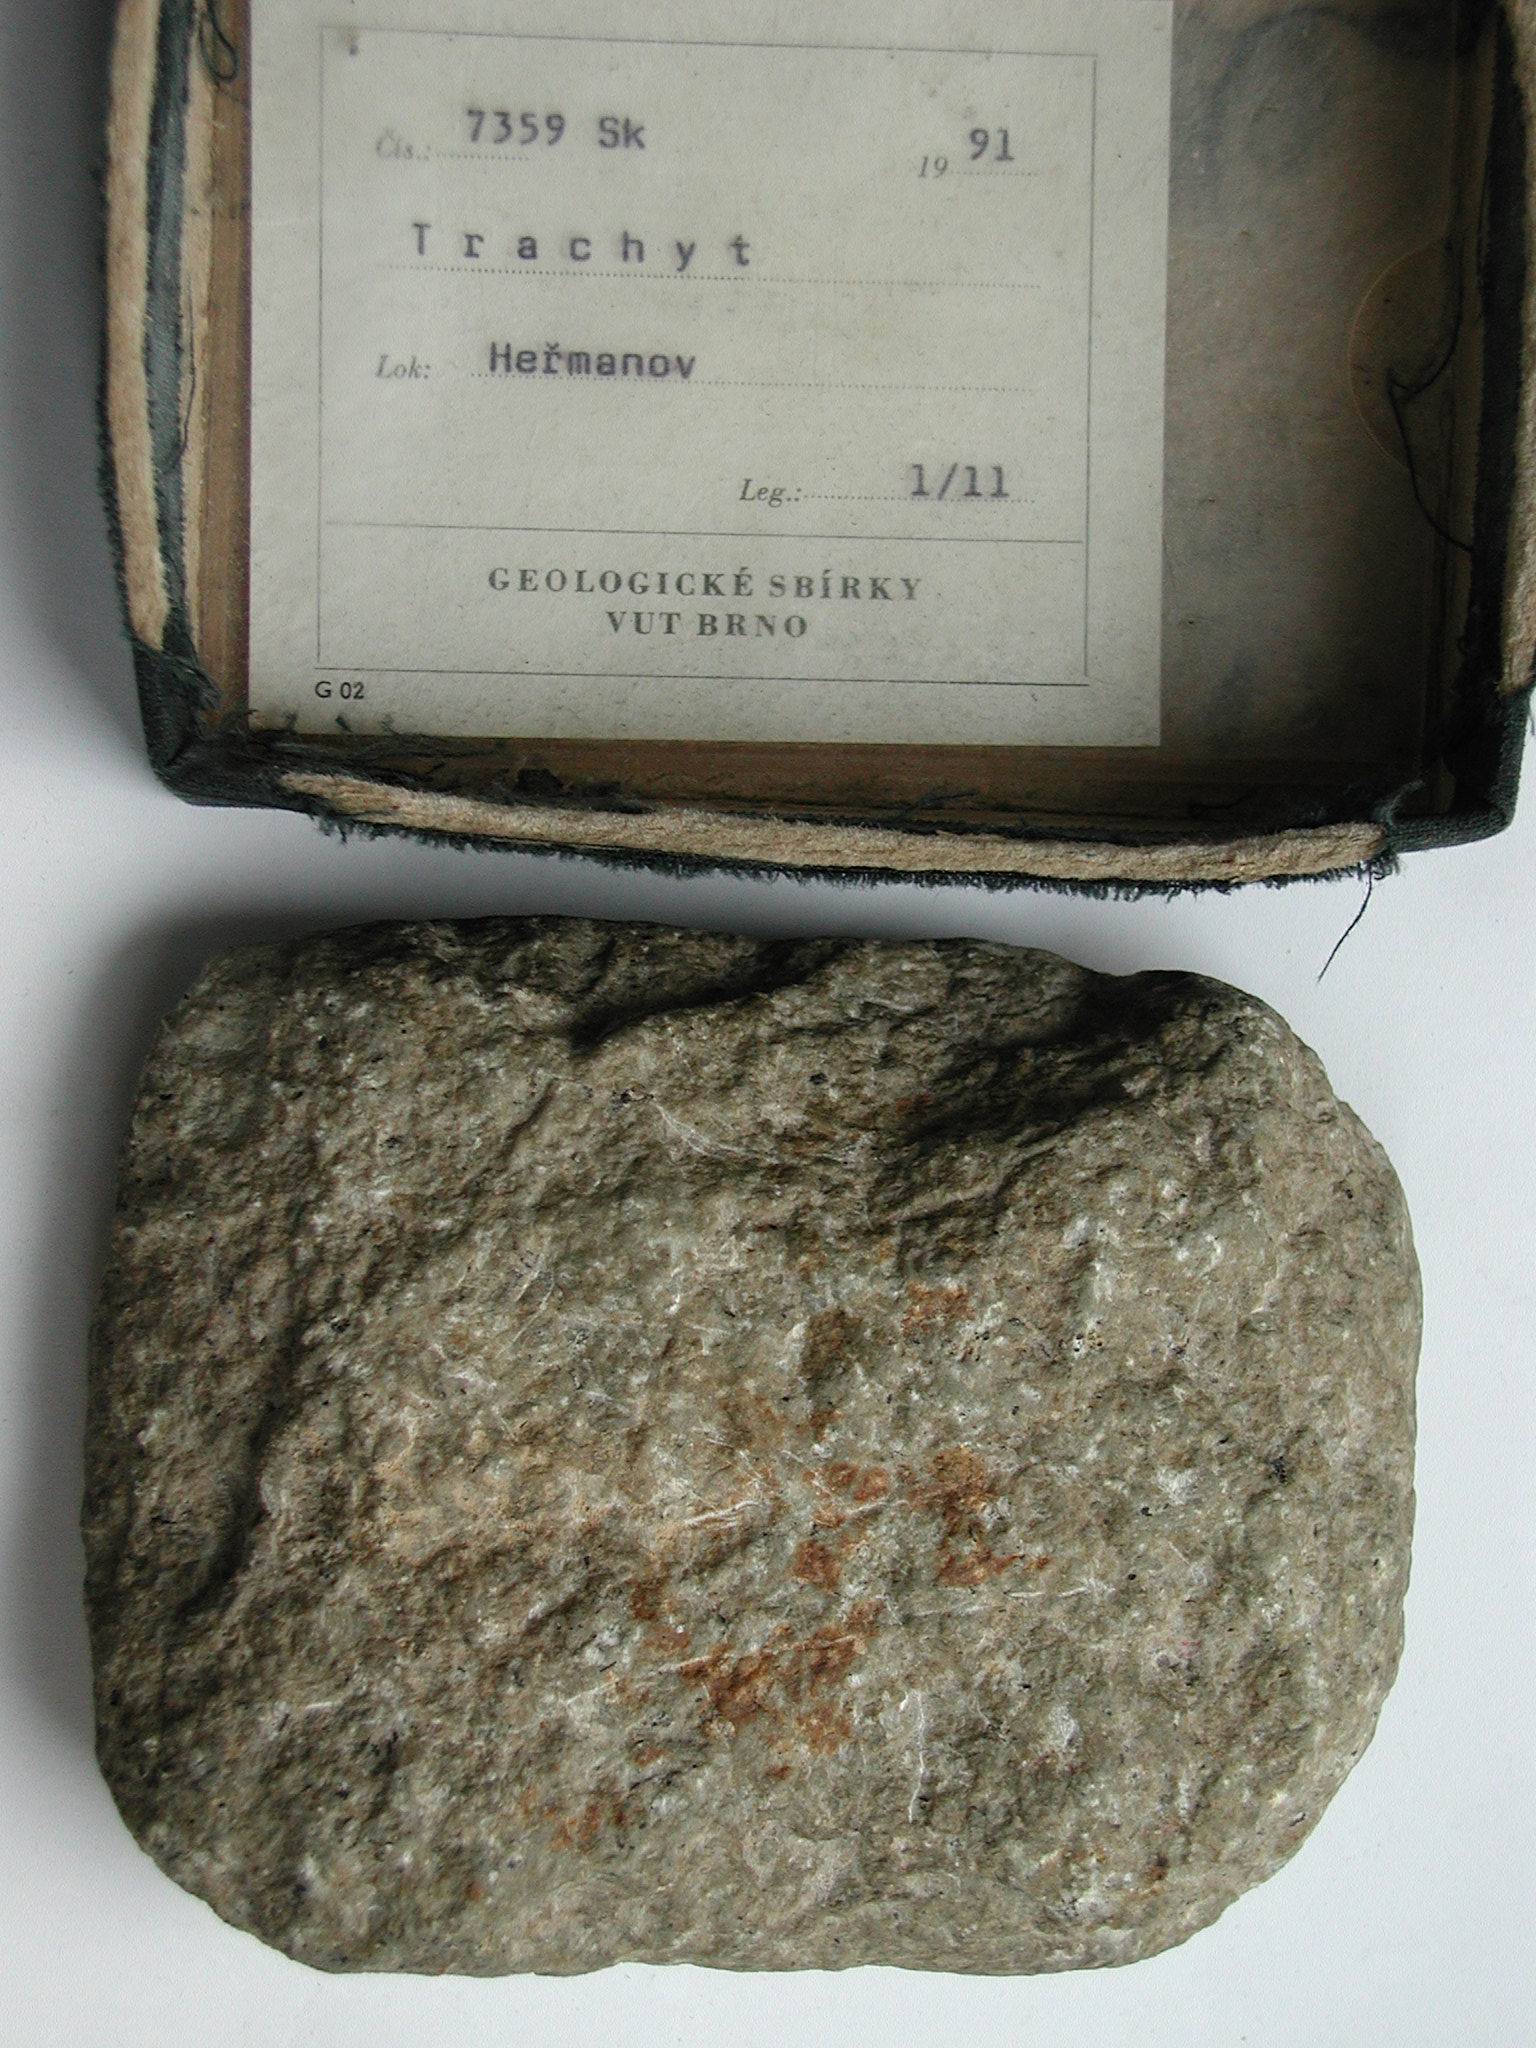 Čís.: 7359 Sk 19 91
Trachyt
Lok: Heřmanov
Leg.: 1/11
GEOLOGICKÉ SBÍRKY
VUT BRNO
G 02